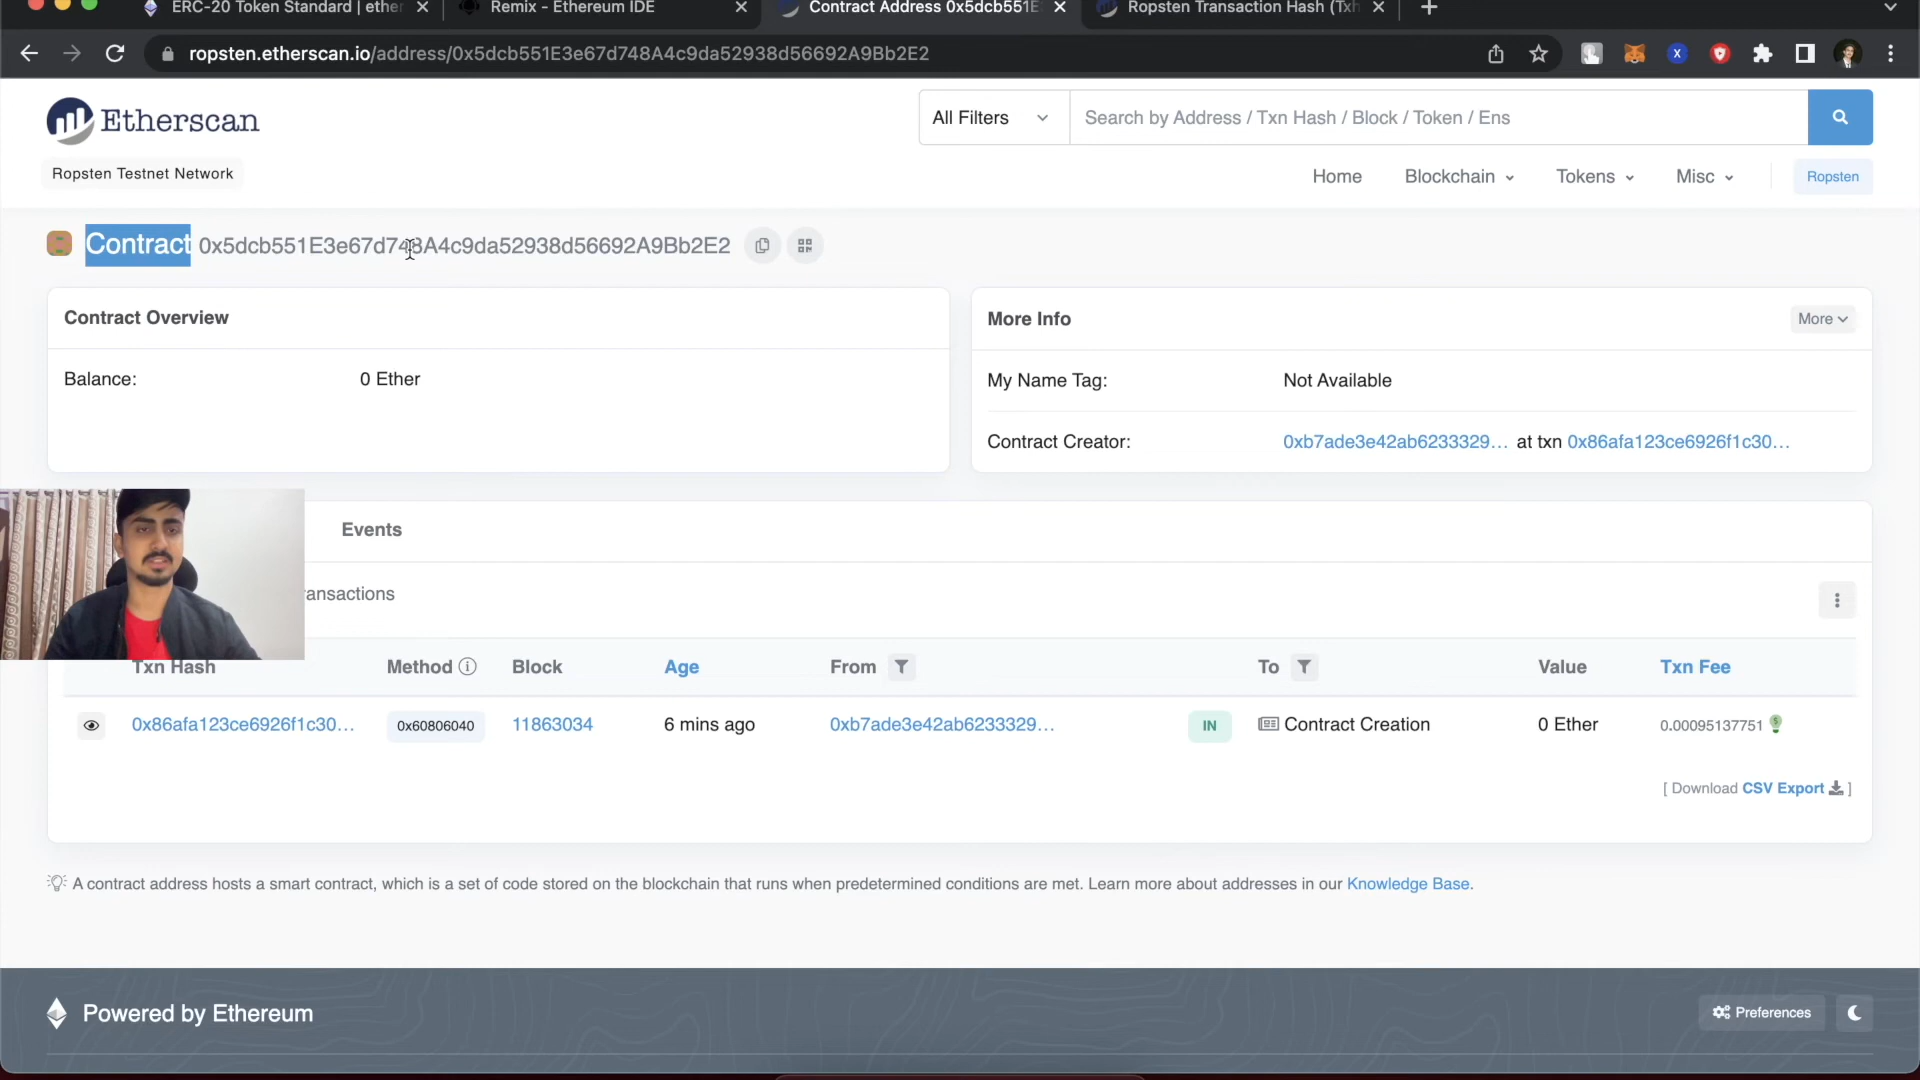 ERC-20 Token Standard | ether
Remix - Ethereum IDE
Contract Address 0x5dcb551E
Ropsten Transaction Hash (Txh
ropsten.etherscan.io/address/0x5dcb551E3e67d748A4c9da52938d56692A9Bb2E2
X
Etherscan
All Filters
Search by Address / Txn Hash / Block / Token / Ens
Ropsten Testnet Network
Home
Blockchain
Tokens
Misc
Ropsten
Contract 0x5dcb551E3e67d748A4c9da52938d56692A9Bb2E2
Contract Overview
More Info
More
Balance:
0 Ether
My Name Tag:
Not Available
Contract Creator:
0xb7ade3e42ab6233329... at txn 0x86afa123ce6926f1c30...
Events
ansactions
Txn Hash
Method
Block
Age
From
To
Value
Txn Fee
0x86afa123ce6926f1c30...
0x60806040
11863034
6 mins ago
0xb7ade3e42ab6233329...
IN
Contract Creation
0 Ether
0.00095137751
[ Download CSV Export ]
A contract address hosts a smart contract, which is a set of code stored on the blockchain that runs when predetermined conditions are met. Learn more about addresses in our Knowledge Base.
Powered by Ethereum
Preferences